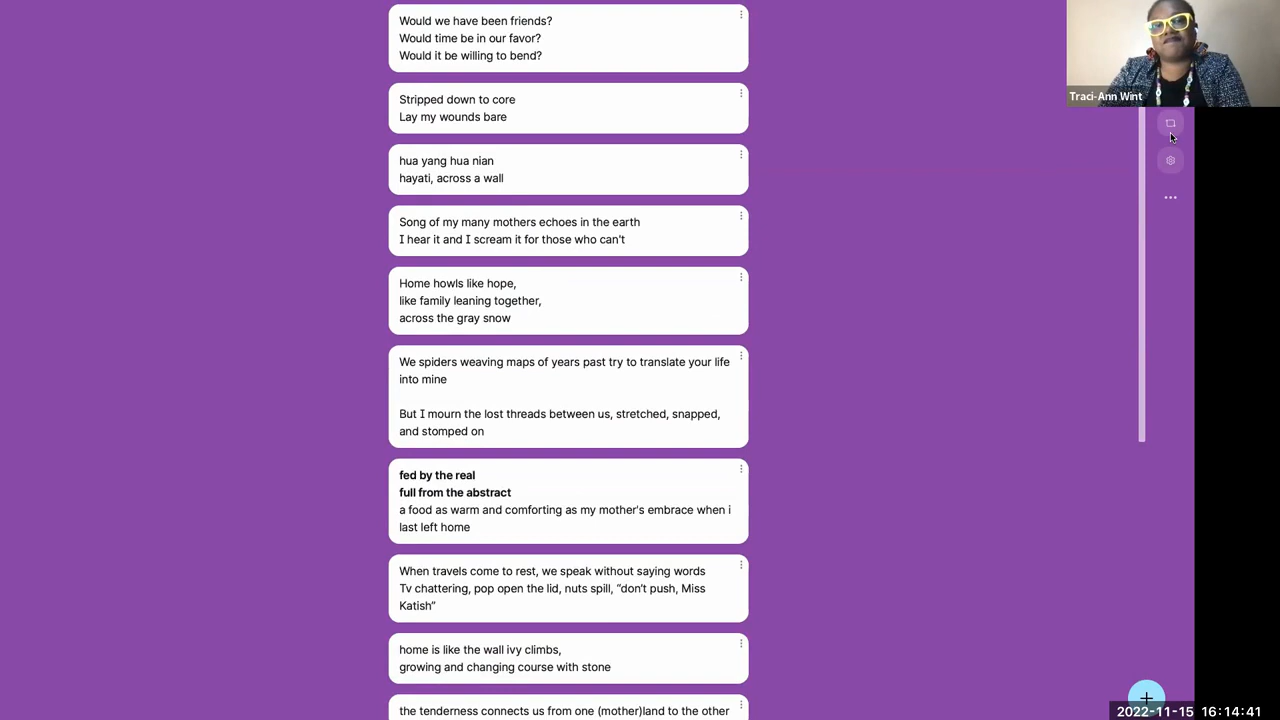 Would we have been friends?
Would time be in our favor?
Would it be willing to bend?
Stripped down to core
Lay my wounds bare
hua yang hua nian
hayati, across a wall
Song of my many mothers echoes in the earth
I hear it and I scream it for those who can't
Home howls like hope,
like family leaning together,
across the gray snow
We spiders weaving maps of years past try to translate your life
into mine
But I mourn the lost threads between us, stretched, snapped,
and stomped on
fed by the real
full from the abstract
a food as warm and comforting as my mother's embrace when i
last left home
When travels come to rest, we speak without saying words
Tv chattering, pop open the lid, nuts spill, “don’t push, Miss
Katish”
home is like the wall ivy climbs,
growing and changing course with stone
the tenderness connects us from one (mother)land to the other
Traci-Ann Wint
2022-11-15 16:14:41